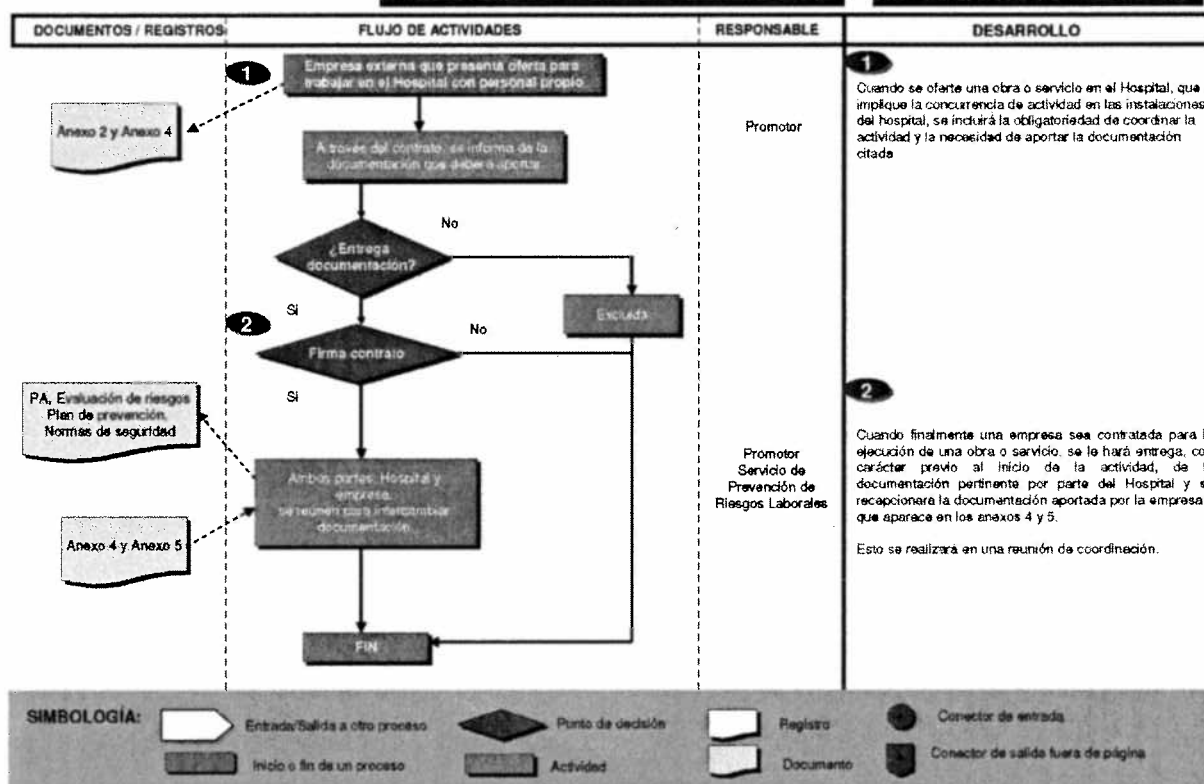 DOCUMENTOS / REGISTROS
FLUJO DE ACTIVIDADES
RESPONSABLE
DESARROLLO
1
Empresa externa que presenta oferta para
trabajar en el Hospital con personal propio
Anexo 2 y Anexo 4
A través del contrato, se informa de la
documentación que deberá aportar
Promotor
1
Cuando se oferte una obra o servicio en el Hospital, que
implique la concurrencia de actividad en las instalaciones
del hospital, se incluirá la obligatoriedad de coordinar la
actividad y la necesidad de aportar la documentación
citada
No
¿Entrega
documentación?
Si
Excluida
2
No
Firma contrato
Si
PA, Evaluación de riesgos
Plan de prevención,
Normas de seguridad
Ambas partes, Hospital y
empresa,
se reúnen para intercambiar
documentación
Anexo 4 y Anexo 5
FIN
Promotor
Servicio de
Prevención de
Riesgos Laborales
2
Cuando finalmente una empresa sea contratada para
ejecución de una obra o servicio, se le hará entrega,
carácter previo al inicio de la actividad, de
documentación pertinente por parte del Hospital y
recepcionara la documentación aportada por la empresa
que aparece en los anexos 4 y 5.
Esto se realizará en una reunión de coordinación.
SIMBOLOGÍA:
Entrada/Salida a otro proceso
Punto de decisión
Registro
Conector de entrada
Inicio o fin de un proceso
Actividad
Documento
Conector de salida fuera de página